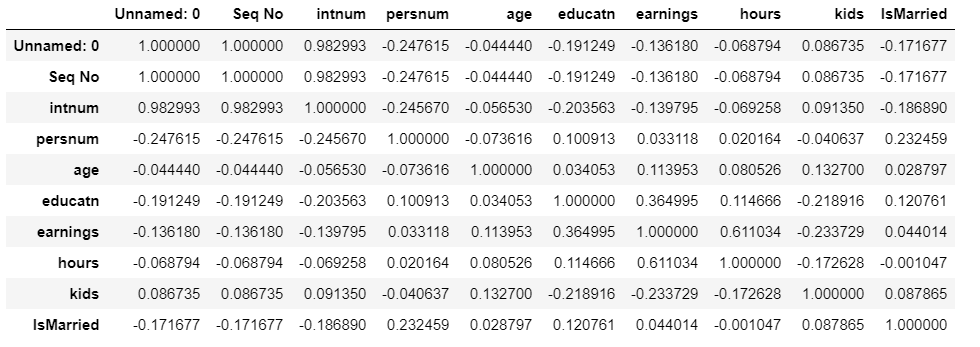 Unnamed: 0 Seq No intnum persnum age educatn earnings hours kids IsMarried
Unnamed: 0 1.000000 1.000000 0.982993 -0.247615 -0.044440 -0.191249 -0.136180 -0.068794 0.086735 -0.171677
Seq No 1.000000 1.000000 0.982993 -0.247615 -0.044440 -0.191249 -0.136180 -0.068794 0.086735 -0.171677
intnum 0.982993 0.982993 1.000000 -0.245670 -0.056530 -0.203563 -0.139795 -0.069258 0.091350 -0.186890
persnum -0.247615 -0.247615 -0.245670 1.000000 -0.073616 0.100913 0.033118 0.020164 -0.040637 0.232459
age -0.044440 -0.044440 -0.056530 -0.073616 1.000000 0.034053 0.113953 0.080526 0.132700 0.028797
educatn -0.191249 -0.191249 -0.203563 0.100913 0.034053 1.000000 0.364995 0.114666 -0.218916 0.120761
earnings -0.136180 -0.136180 -0.139795 0.033118 0.113953 0.364995 1.000000 0.611034 -0.233729 0.044014
hours -0.068794 -0.068794 -0.069258 0.020164 0.080526 0.114666 0.611034 1.000000 -0.172628 -0.001047
kids 0.086735 0.086735 0.091350 -0.040637 0.132700 -0.218916 -0.233729 -0.172628 1.000000 0.087865
IsMarried -0.171677 -0.171677 -0.186890 0.232459 0.028797 0.120761 0.044014 -0.001047 0.087865 1.000000